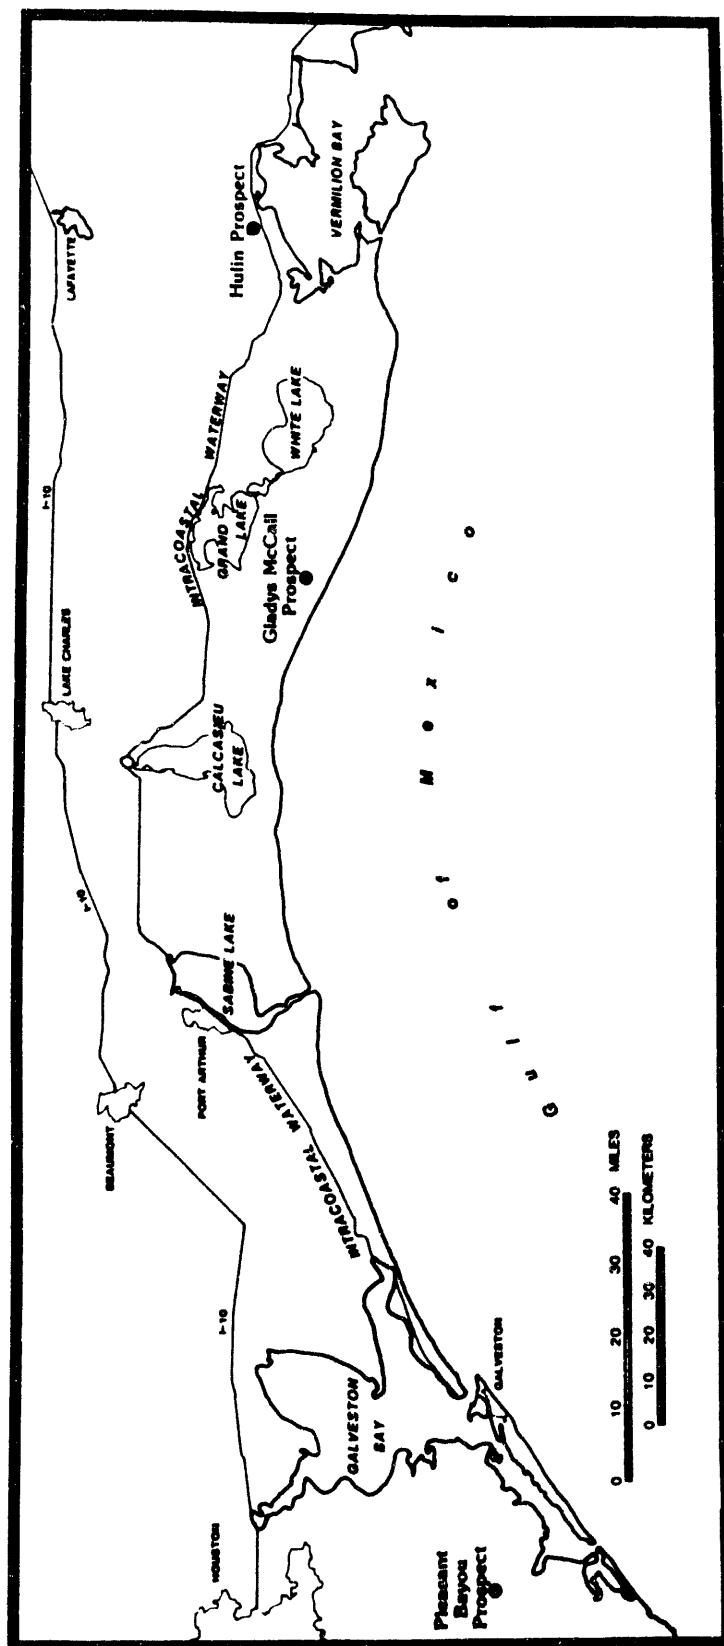 HOUSTON
I-10
BEAUMONT
I-10
LAKE CHARLES
I-10
LAFAYETTE
PORT ARTHUR
SABINE LAKE
CALCASIEU
LAKE
INTRACOASTAL WATERWAY
GRAND
LAKE
WHITE LAKE
Hulin Prospect
VERMILION BAY
Gladys McCall
Prospect
GALVESTON
BAY
INTRACOASTAL WATERWAY
GALVESTON
Pleasant
Bayou
Prospect
Gulf of Mexico
0 10 20 30 40 MILES
0 10 20 30 40 KILOMETERS